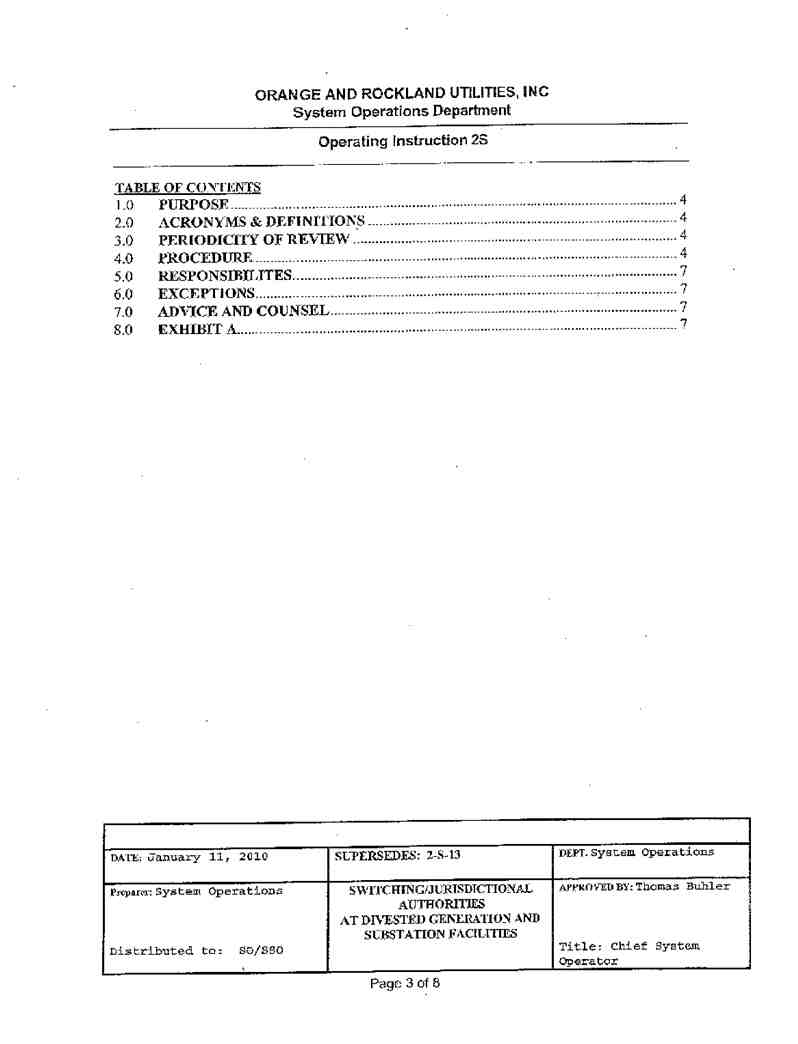 ORANGE AND ROCKLAND UTILITIES, INC
System Operations Department
Operating Instruction 2S
TABLE OF CONTENTS
1.0 PURPOSE 4
2.0 ACRONYMS & DEFINITIONS 4
3.0 PERIODICITY OF REVIEW 4
4.0 PROCEDURE 4
5.0 RESPONSIBILITES 7
6.0 EXCEPTIONS 7
7.0 ADVICE AND COUNSEL 7
8.0 EXHIBIT A 7
DATE: January 11, 2010
SUPERSEDES: 2-S-13
DEPT. System Operations
Preparer: System Operations
Distributed to: SO/SSO
SWITCHING/JURISDICTIONAL
AUTHORITIES
AT DIVESTED GENERATION AND
SUBSTATION FACILITIES
APPROVED BY: Thomas Buhler
Title: Chief System
Operator
Page 3 of 8